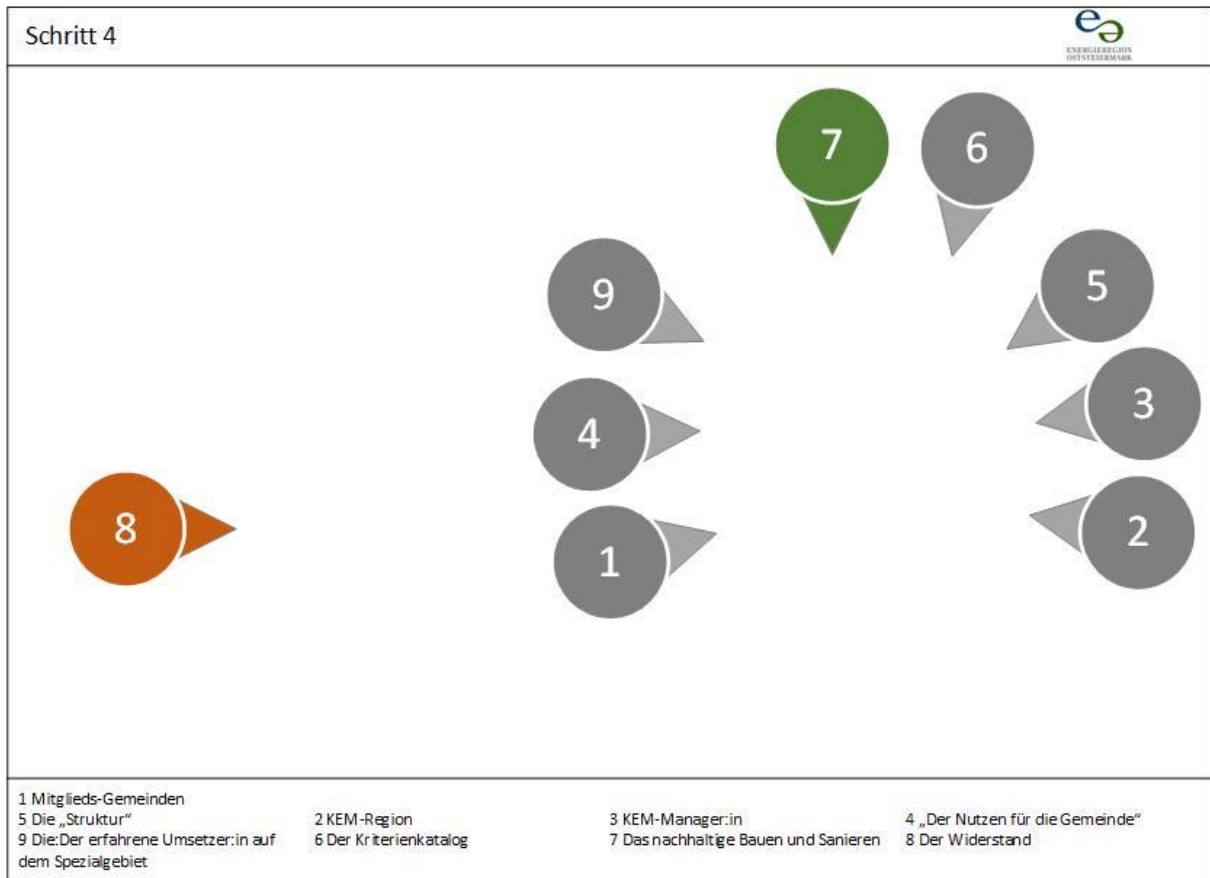 Schritt 4
ENERGIEREGION
OSTSTEIERMARK
7
6
5
9
3
4
8
2
1
1 Mitglieds-Gemeinden
5 Die „Struktur“ 2 KEM-Region 3 KEM-Manager:in 4 „Der Nutzen für die Gemeinde“
9 Die:Der erfahrene Umsetzer:in auf 6 Der Kriterienkatalog 7 Das nachhaltige Bauen und Sanieren 8 Der Widerstand
dem Spezialgebiet